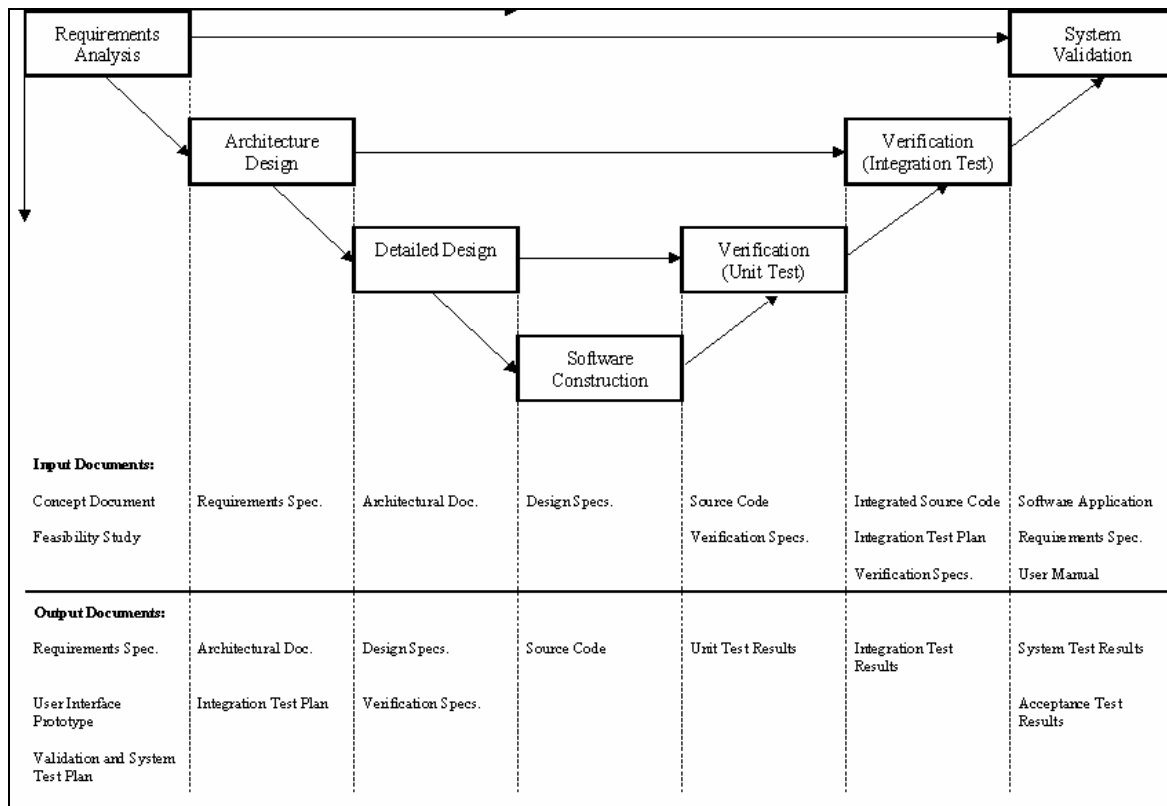 Requirements
Analysis
System
Validation
Architecture
Design
Verification
(Integration Test)
Detailed Design
Verification
(Unit Test)
Software
Construction
Input Documents:
Concept Document
Requirements Spec.
Architectural Doc.
Design Specs.
Source Code
Integrated Source Code
Software Application
Feasibility Study
Verification Specs.
Integration Test Plan
Requirements Spec.
Verification Specs.
User Manual
Output Documents:
Requirements Spec.
Architectural Doc.
Design Specs.
Source Code
Unit Test Results
Integration Test
Results
System Test Results
User Interface
Prototype
Integration Test Plan
Verification Specs.
Acceptance Test
Results
Validation and System
Test Plan